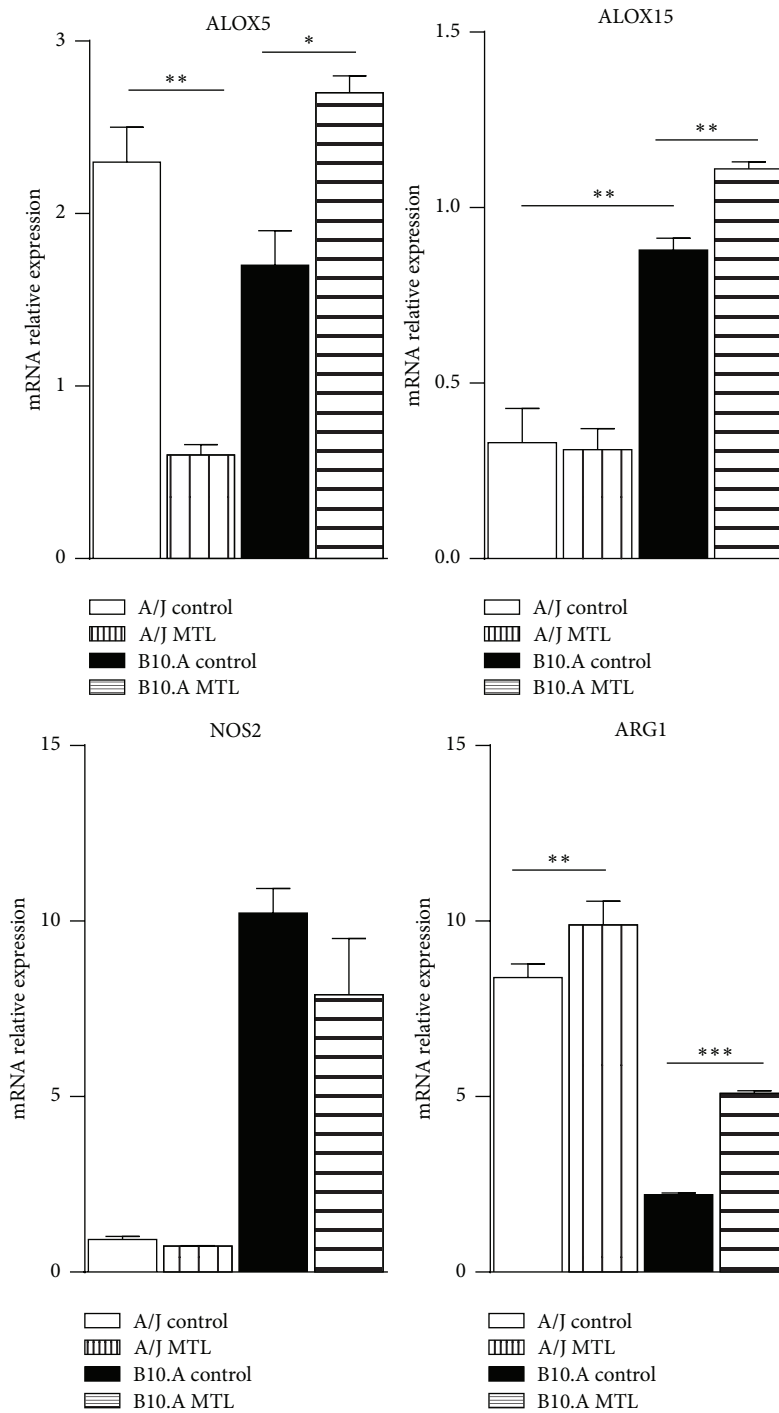 ALOX5
mRNA relative expression
3
2
1
0
**
*
A/J control
A/J MTL
B10.A control
B10.A MTL
ALOX15
mRNA relative expression
1.5
1.0
0.5
0.0
**
**
A/J control
A/J MTL
B10.A control
B10.A MTL
NOS2
mRNA relative expression
15
10
5
0
A/J control
A/J MTL
B10.A control
B10.A MTL
ARG1
mRNA relative expression
15
10
5
0
**
***
A/J control
A/J MTL
B10.A control
B10.A MTL